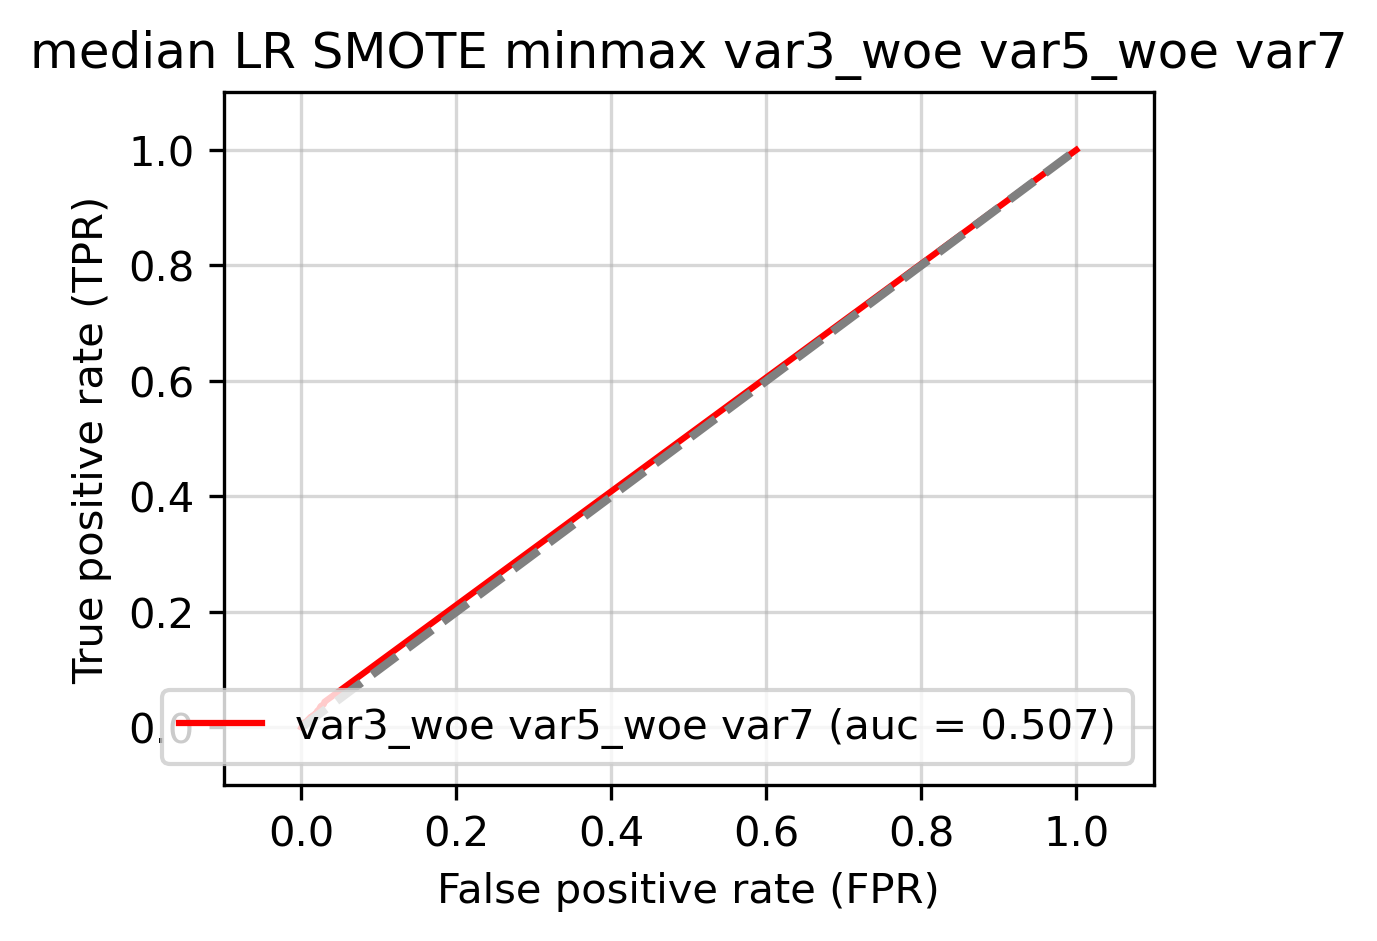 median LR SMOTE minmax var3_woe var5_woe var7
True positive rate (TPR)
1.0
0.8
0.6
0.4
0.2
0.0
var3_woe var5_woe var7 (auc = 0.507)
0.0 0.2 0.4 0.6 0.8 1.0
False positive rate (FPR)